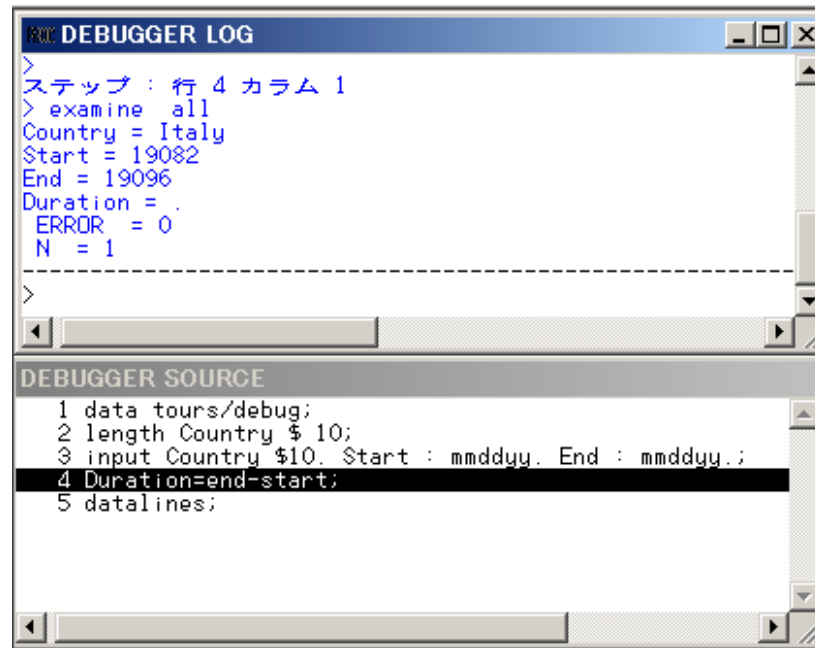 DEBUGGER LOG
>
ステップ : 行 4 カラム 1
> examine all
Country = Italy
Start = 19082
End = 19096
Duration = .
ERROR = 0
N = 1
>
DEBUGGER SOURCE
1 data tours/debug;
2 length Country $ 10;
3 input Country $10. Start : mmddyy. End : mmddyy.;
4 Duration=end-start;
5 datalines;